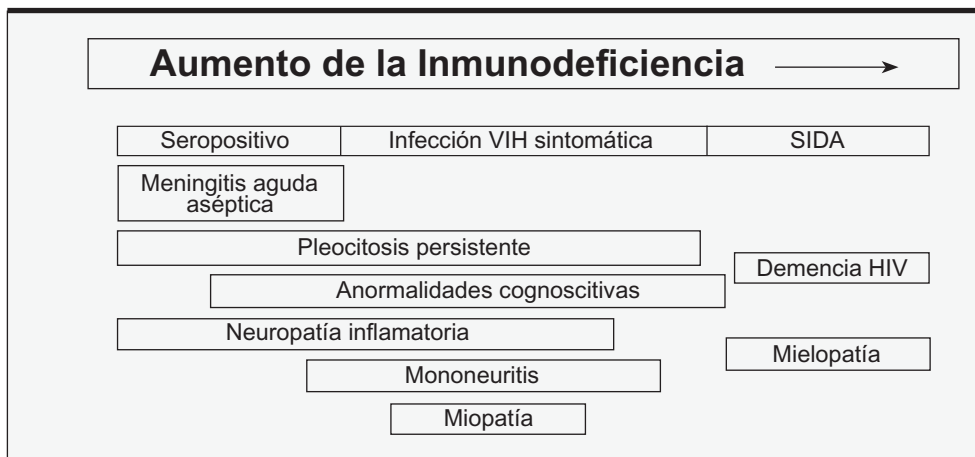 Aumento de la Inmunodeficiencia
Seropositivo
Infección VIH sintomática
SIDA
Meningitis aguda
aséptica
Pleocitosis persistente
Demencia HIV
Anormalidades cognoscitivas
Neuropatía inflamatoria
Mielopatía
Mononeuritis
Miopatía